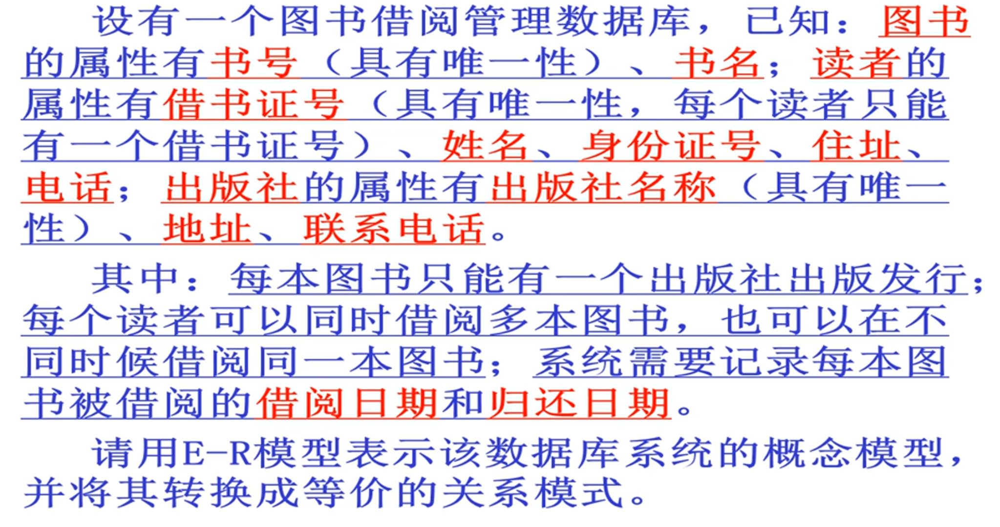 设有一个图书借阅管理数据库，已知：图书
的属性有书号（具有唯一性）、书名；读者的
属性有借书证号（具有唯一性，每个读者只能
有一个借书证号）、姓名、身份证号、住址、
电话；出版社的属性有出版社名称（具有唯一
性）、地址、联系电话。
其中：每本图书只能有一个出版社出版发行；
每个读者可以同时借阅多本图书，也可以在不
同时候借阅同一本图书；系统需要记录每本图
书被借阅的借阅日期和归还日期。
请用E-R模型表示该数据库系统的概念模型，
并将其转换成等价的关系模式。